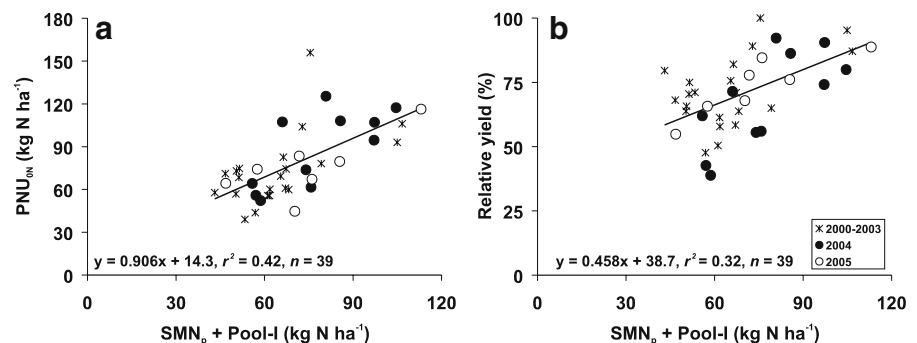 a
180
150
120
90
60
30
0
PNU0N (kg N ha-1)
y = 0.906x + 14.3, r2 = 0.42, n = 39
0 30 60 90 120
SMNp + Pool-I (kg N ha-1)
b
100
75
50
25
0
Relative yield (%)
2000-2003
2004
2005
y = 0.458x + 38.7, r2 = 0.32, n = 39
0 30 60 90 120
SMNp + Pool-I (kg N ha-1)